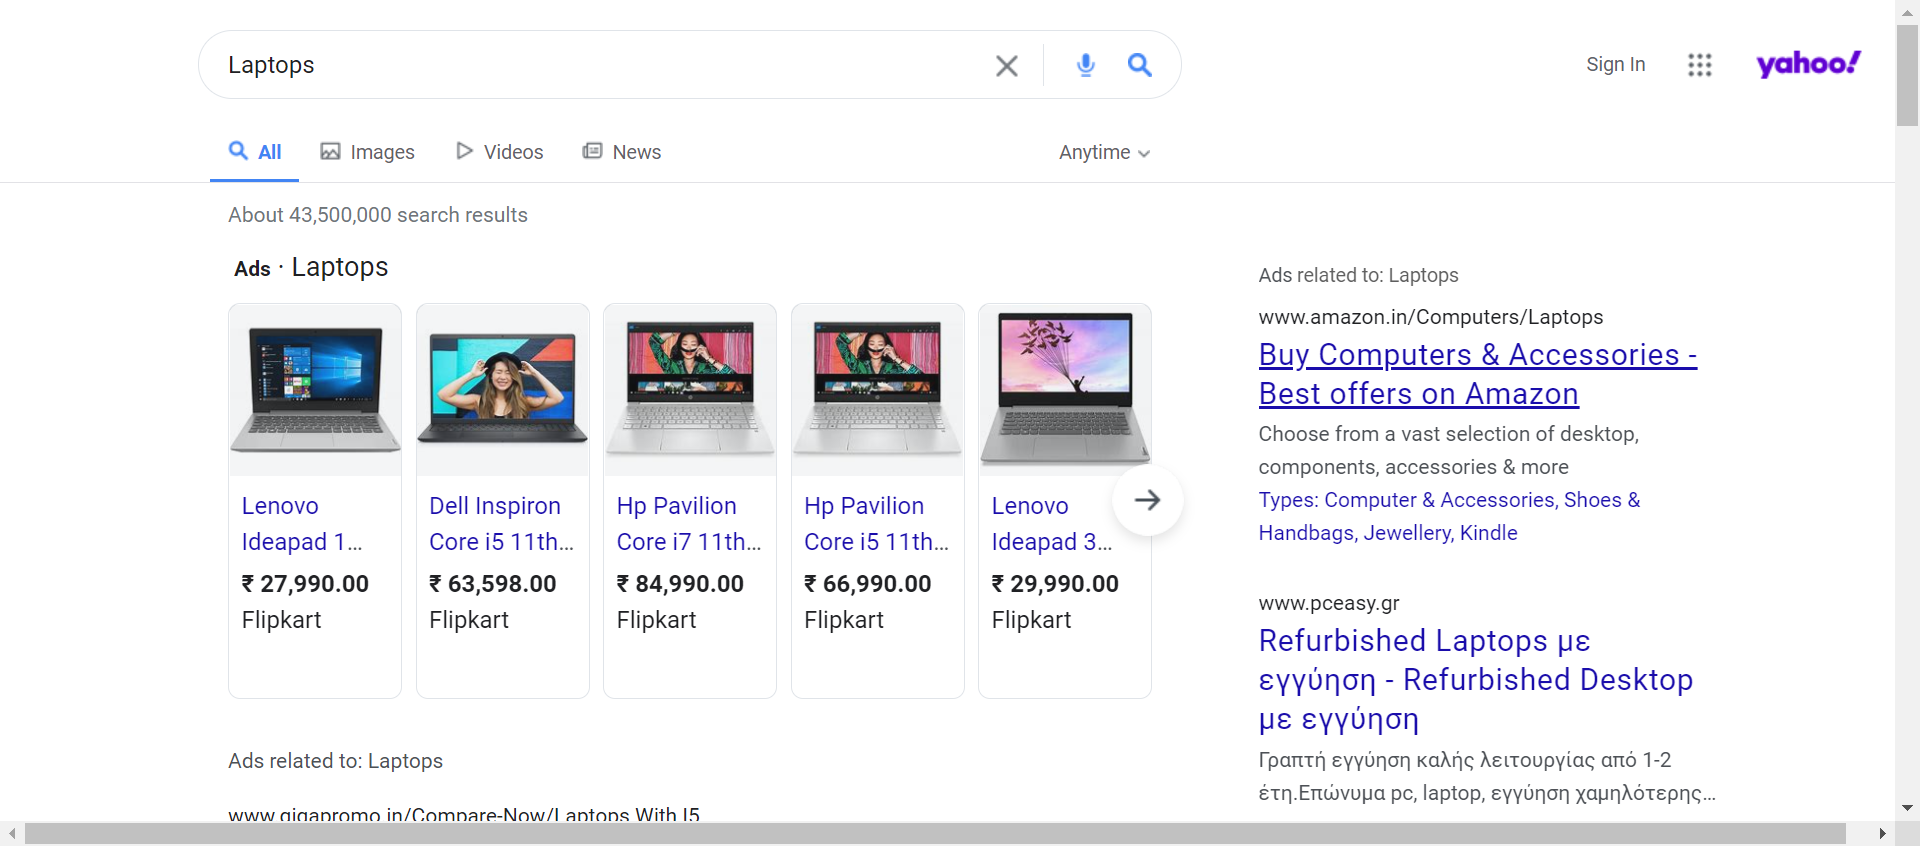 Laptops
Sign In
yahoo!
All
Images
Videos
News
Anytime
About 43,500,000 search results
Ads · Laptops
Lenovo
Ideapad 1...
₹ 27,990.00
Flipkart
Dell Inspiron
Core i5 11th...
₹ 63,598.00
Flipkart
Hp Pavilion
Core i7 11th...
₹ 84,990.00
Flipkart
Hp Pavilion
Core i5 11th...
₹ 66,990.00
Flipkart
Lenovo
Ideapad 3...
₹ 29,990.00
Flipkart
Ads related to: Laptops
www.gigapromo.in/Compare-Now/Laptops With I5
Ads related to: Laptops
www.amazon.in/Computers/Laptops
Buy Computers & Accessories -
Best offers on Amazon
Choose from a vast selection of desktop,
components, accessories & more
Types: Computer & Accessories, Shoes &
Handbags, Jewellery, Kindle
www.pceasy.gr
Refurbished Laptops με
εγγύηση - Refurbished Desktop
με εγγύηση
Γραπτή εγγύηση καλής λειτουργίας από 1-2
έτη.Επώνυμα pc, laptop, εγγύηση χαμηλότερης...